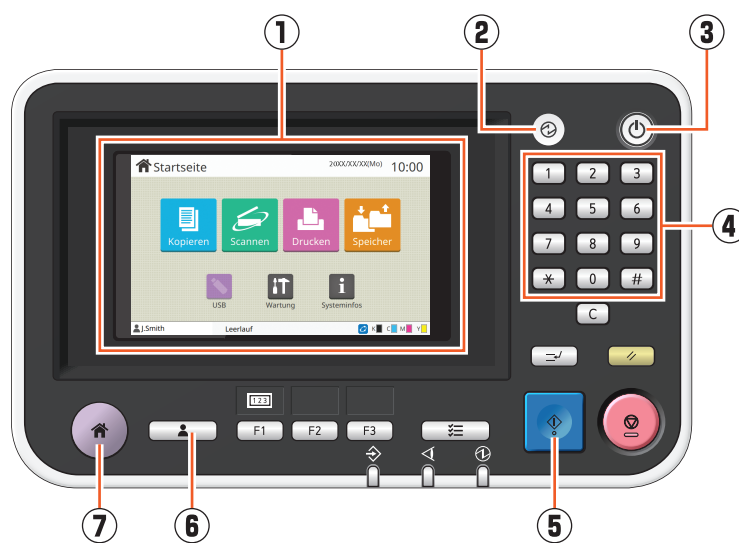 1 2 3
Startseite 20XX/XX/XX(Mo) 10:00
1 2 3
4 5 6
4
Kopieren Scannen Drucken Speicher
7 8 9
* 0 #
USB Wartung Systeminfos
C
J.Smith Leerlauf K C M Y
123
F1 F2 F3
7 6 5